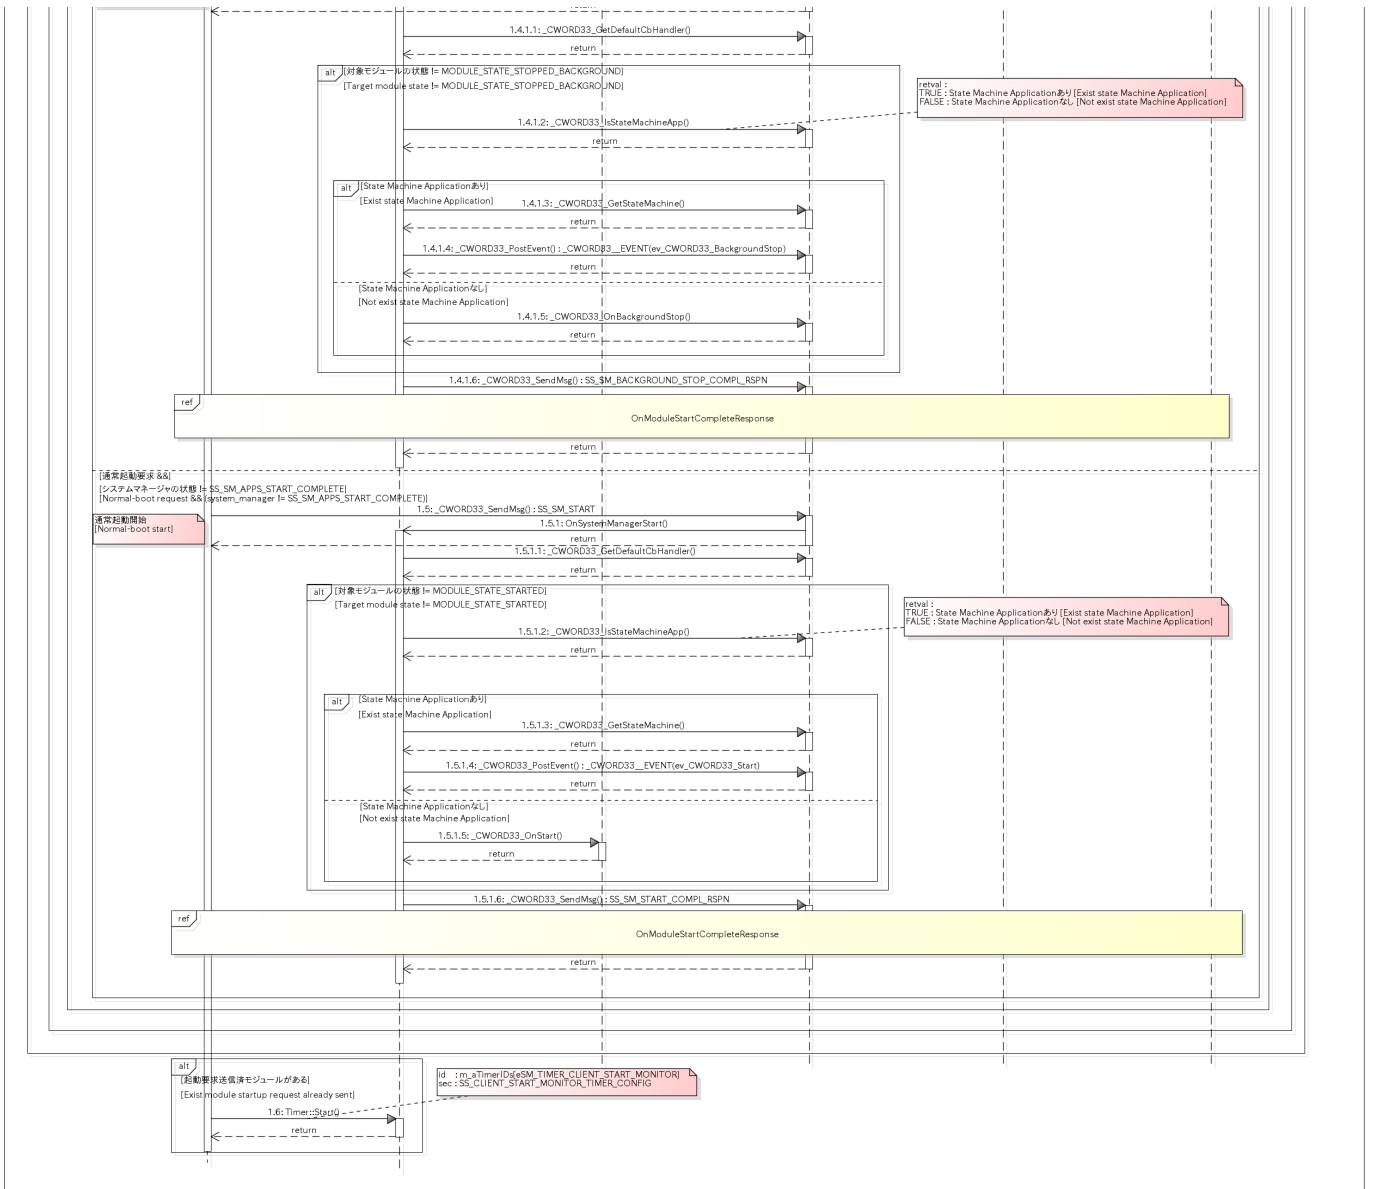 1.4.1.1: _CWORD33_GetDefaultCbHandler()
return
alt
[対象モジュールの状態 != MODULE_STATE_STOPPED_BACKGROUND]
[Target module state != MODULE_STATE_STOPPED_BACKGROUND]
retval :
TRUE : State Machine Applicationあり [Exist state Machine Application]
FALSE : State Machine Applicationなし [Not exist state Machine Application]
1.4.1.2: _CWORD33_IsStateMachineApp()
return
alt
[State Machine Applicationあり]
[Exist state Machine Application]
1.4.1.3: _CWORD33_GetStateMachine()
return
1.4.1.4: _CWORD33_PostEvent() : _CWORD33__EVENT(ev_CWORD33_BackgroundStop)
return
[State Machine Applicationなし]
[Not exist state Machine Application]
1.4.1.5: _CWORD33_OnBackgroundStop()
return
1.4.1.6: _CWORD33_SendMsg() : SS_SM_BACKGROUND_STOP_COMPL_RSPN
ref
OnModuleStartCompleteResponse
return
[通常起動要求 &&]
[システムマネージャの状態 != SS_SM_APPS_START_COMPLETE]
[Normal-boot request && (system_manager != SS_SM_APPS_START_COMPLETE)]
1.5: _CWORD33_SendMsg() : SS_SM_START
通常起動開始
[Normal-boot start]
1.5.1: OnSystemManagerStart()
return
1.5.1.1: _CWORD33_GetDefaultCbHandler()
return
alt
[対象モジュールの状態 != MODULE_STATE_STARTED]
[Target module state != MODULE_STATE_STARTED]
retval :
TRUE : State Machine Applicationあり [Exist state Machine Application]
FALSE : State Machine Applicationなし [Not exist state Machine Application]
1.5.1.2: _CWORD33_IsStateMachineApp()
return
alt
[State Machine Applicationあり]
[Exist state Machine Application]
1.5.1.3: _CWORD33_GetStateMachine()
return
1.5.1.4: _CWORD33_PostEvent() : _CWORD33__EVENT(ev_CWORD33_Start)
return
[State Machine Applicationなし]
[Not exist state Machine Application]
1.5.1.5: _CWORD33_OnStart()
return
1.5.1.6: _CWORD33_SendMsg() : SS_SM_START_COMPL_RSPN
ref
OnModuleStartCompleteResponse
return
alt
[起動要求送信済モジュールがある]
[Exist module startup request already sent]
id : m_aTimerIDs[eSM_TIMER_CLIENT_START_MONITOR]
sec : SS_CLIENT_START_MONITOR_TIMER_CONFIG
1.6: Timer::Start()
return